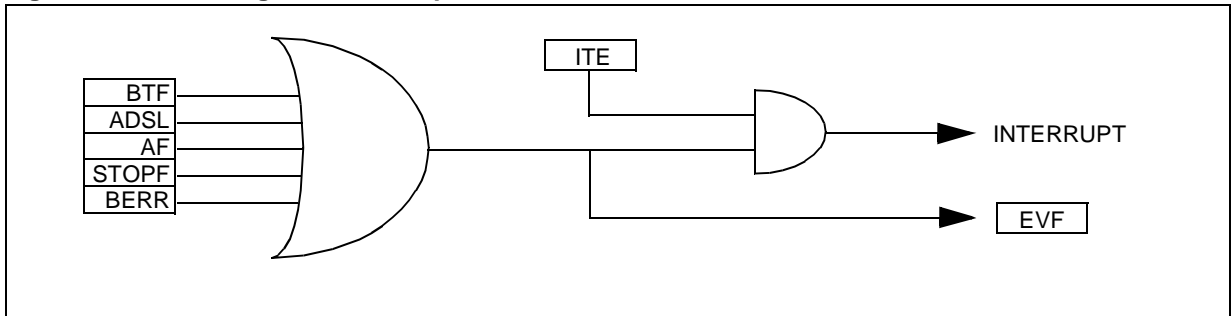 ITE
BTF
ADSL
AF
STOPF
BERR
INTERRUPT
EVF